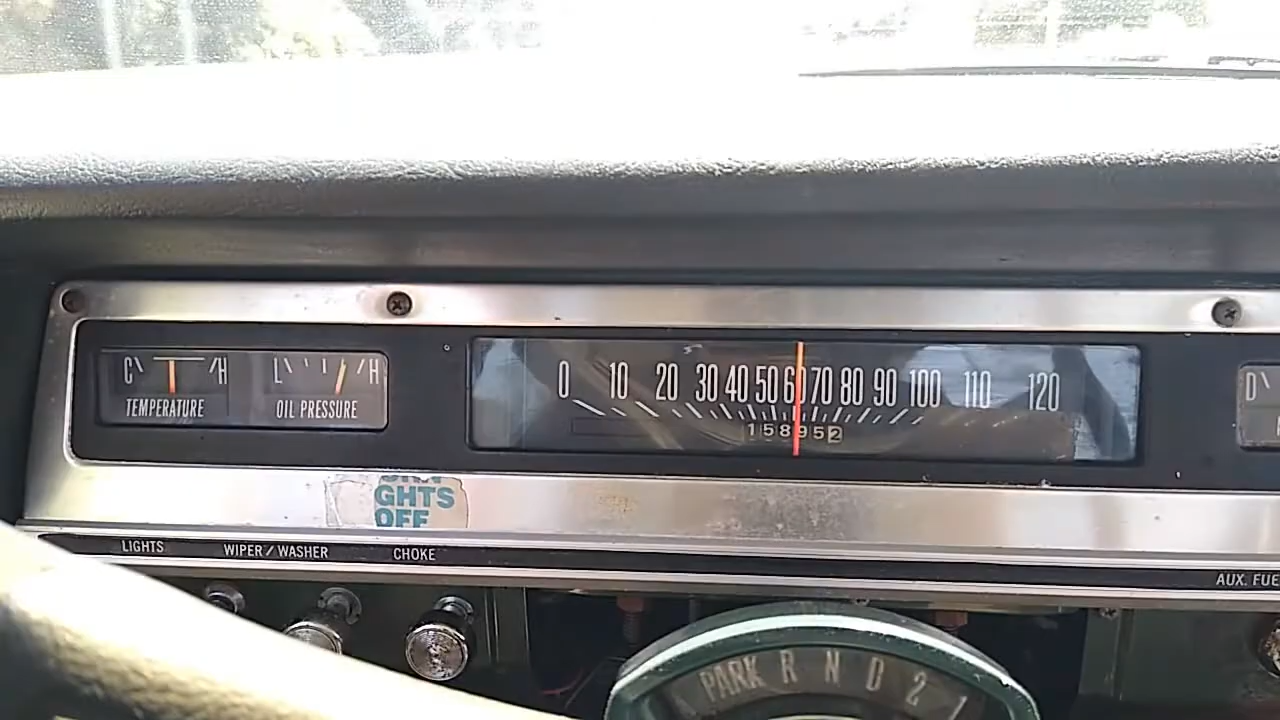 C H
TEMPERATURE
L H
OIL PRESSURE
0 10 20 30 40 50 60 70 80 90 100 110 120
158952
D
GHTS
OFF
LIGHTS WIPER/WASHER CHOKE
AUX. FUE
PARK R N D 2 1